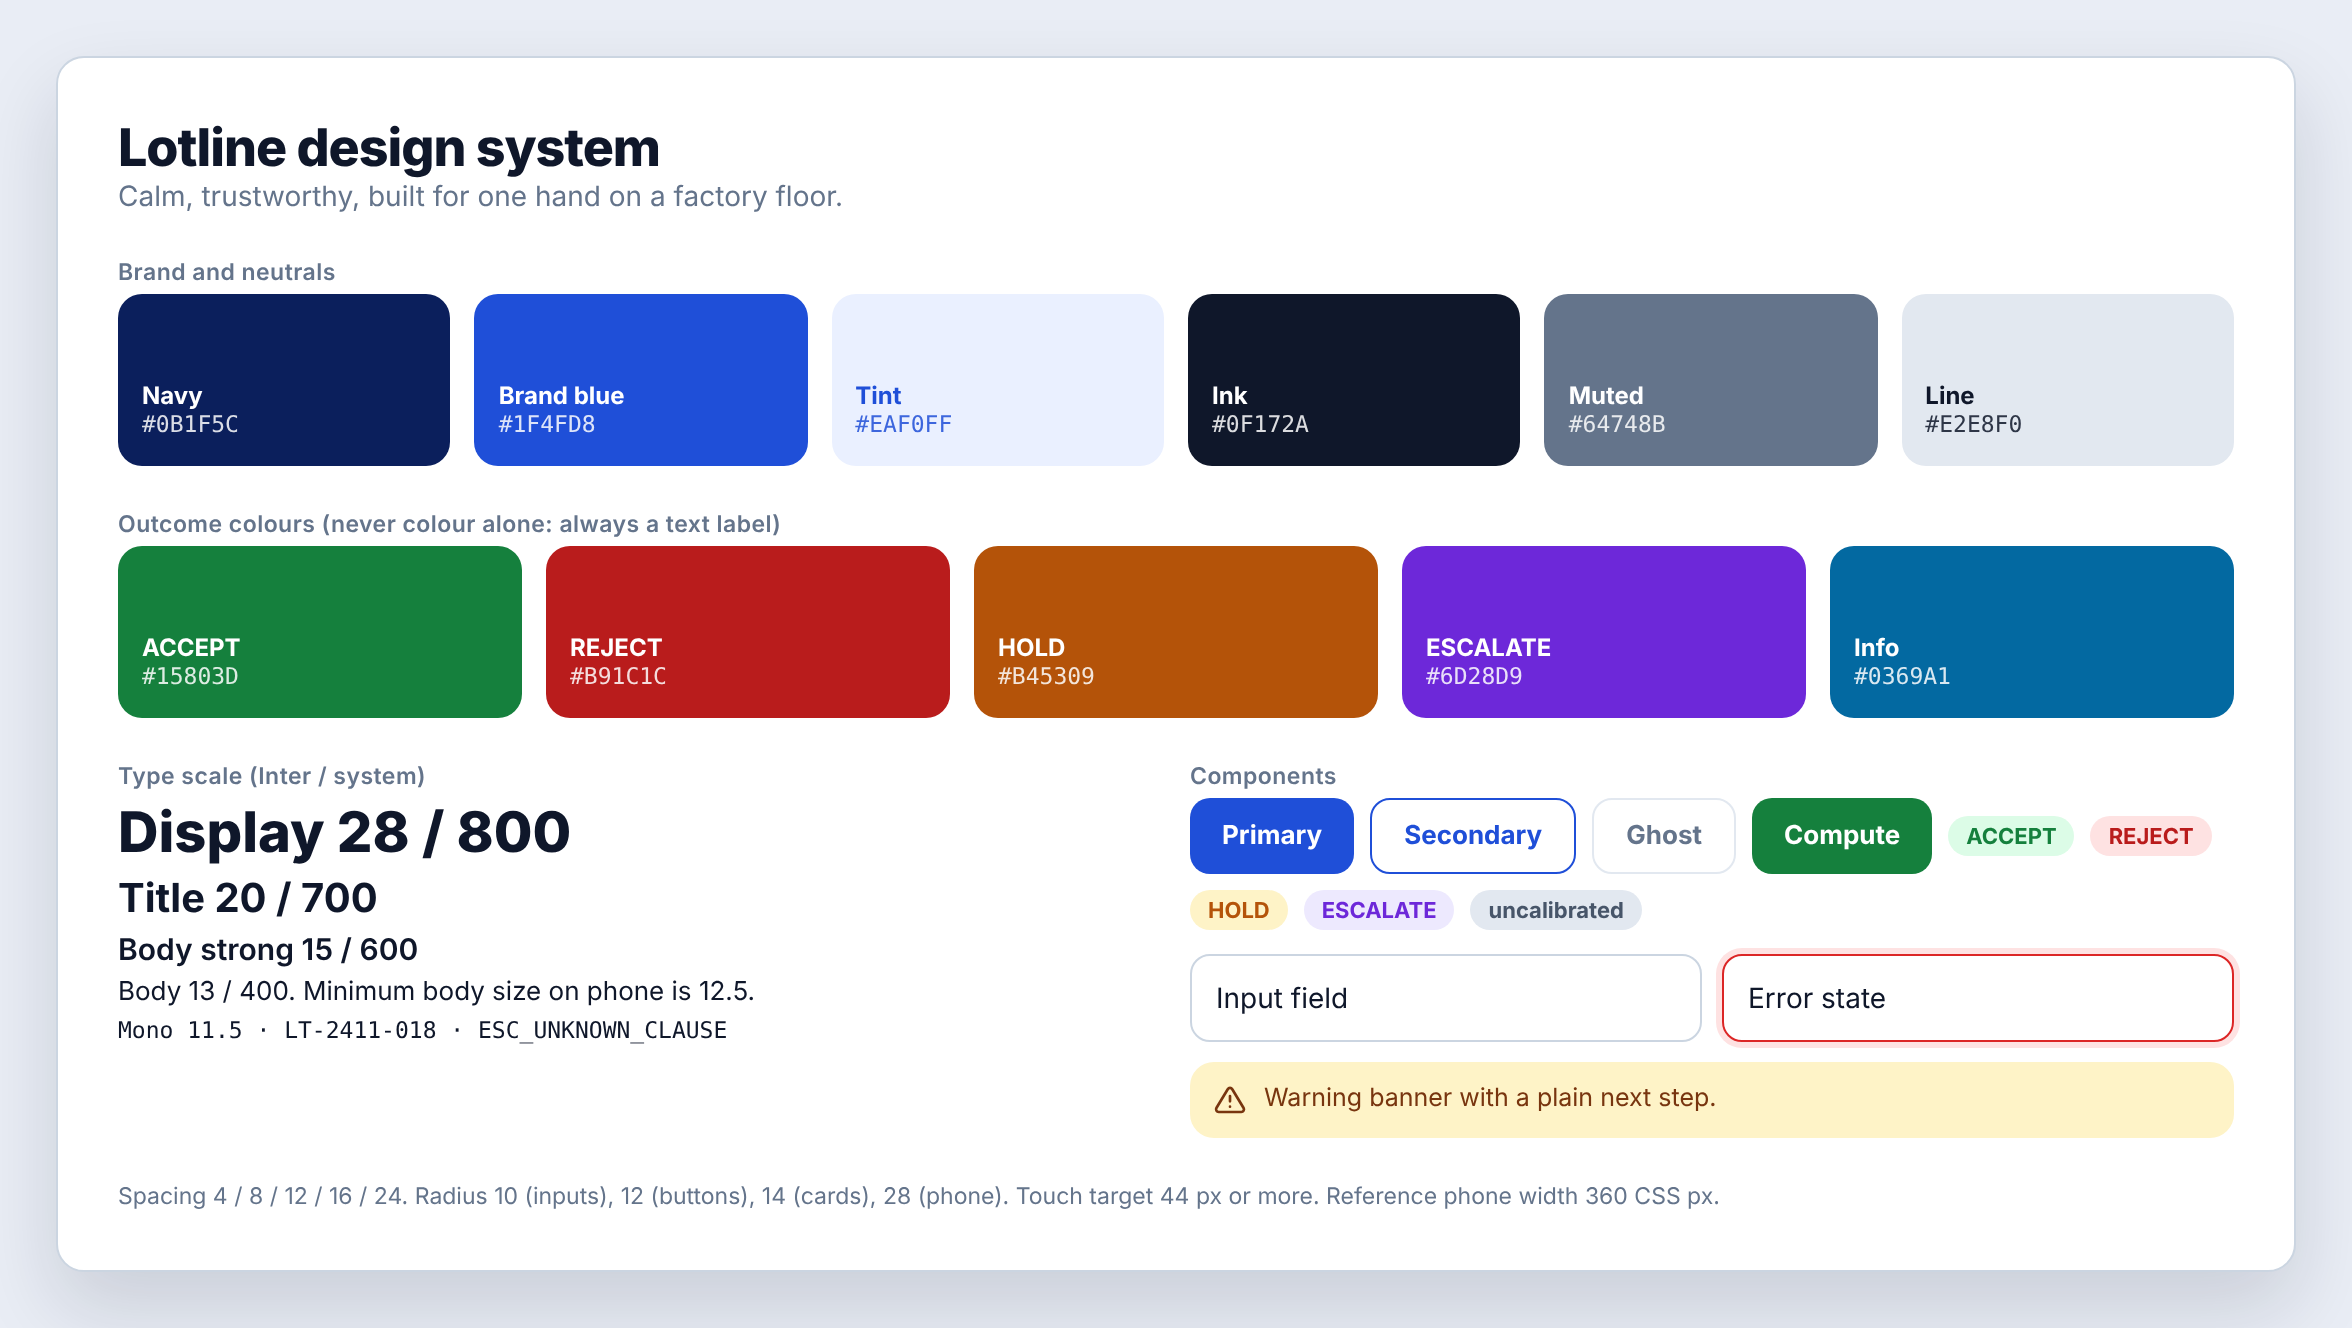 Lotline design system
Calm, trustworthy, built for one hand on a factory floor.
Brand and neutrals
Navy
#0B1F5C
Brand blue
#1F4FD8
Tint
#EAF0FF
Ink
#0F172A
Muted
#64748B
Line
#E2E8F0
Outcome colours (never colour alone: always a text label)
ACCEPT
#15803D
REJECT
#B91C1C
HOLD
#B45309
ESCALATE
#6D28D9
Info
#0369A1
Type scale (Inter / system)
Display 28 / 800
Title 20 / 700
Body strong 15 / 600
Body 13 / 400. Minimum body size on phone is 12.5.
Mono 11.5 · LT-2411-018 · ESC_UNKNOWN_CLAUSE
Components
Primary
Secondary
Ghost
Compute
ACCEPT
REJECT
HOLD
ESCALATE
uncalibrated
Input field
Error state
Warning banner with a plain next step.
Spacing 4 / 8 / 12 / 16 / 24. Radius 10 (inputs), 12 (buttons), 14 (cards), 28 (phone). Touch target 44 px or more. Reference phone width 360 CSS px.